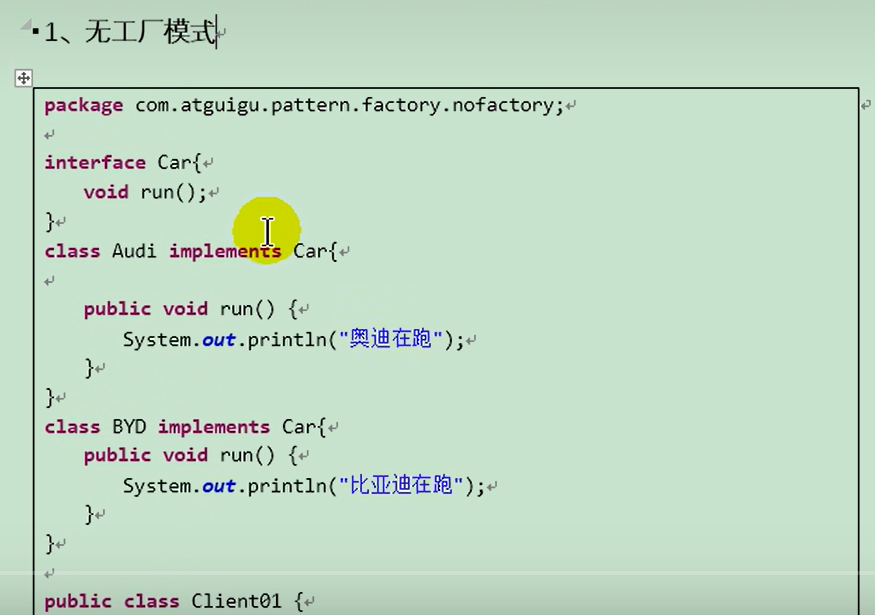 1、无工厂模式
package com.atguigu.pattern.factory.nofactory;
interface Car{
void run();
}
class Audi implements Car{
public void run() {
System.out.println("奥迪在跑");
}
}
class BYD implements Car{
public void run() {
System.out.println("比亚迪在跑");
}
}
public class Client01 {